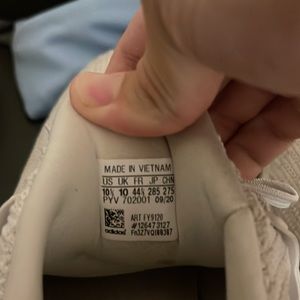 MADE IN VIETNAM
US UK FR JP CHN
10½ 10 44⅔ 285 275
PYV 702001 09/20
ART FY9120
#126473127
adidas